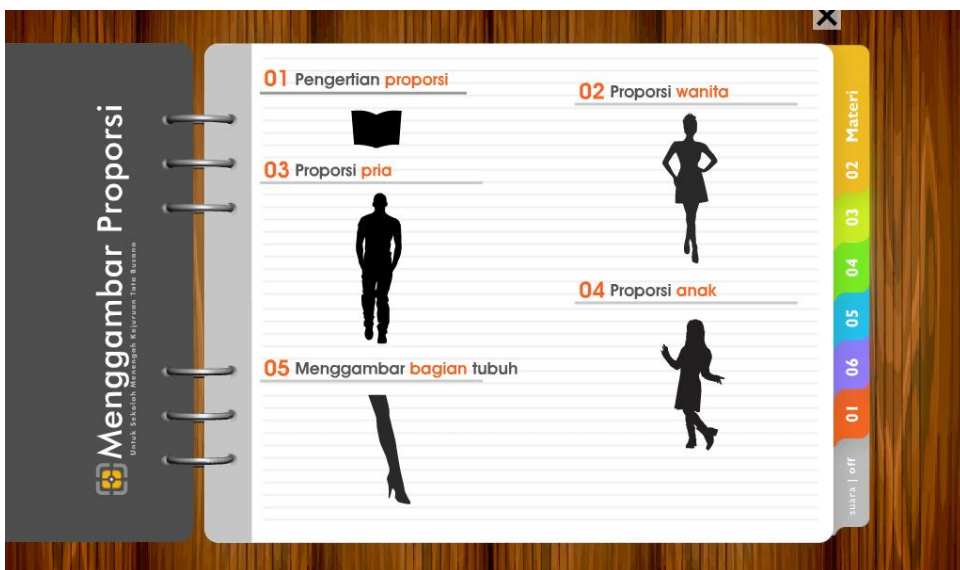 Menggambar Proporsi
Untuk Sekolah Menengah Kejuruan Tata Busana
01 Pengertian proporsi
02 Proporsi wanita
03 Proporsi pria
04 Proporsi anak
05 Menggambar bagian tubuh
02 Materi
03
04
05
06
01
suara | off